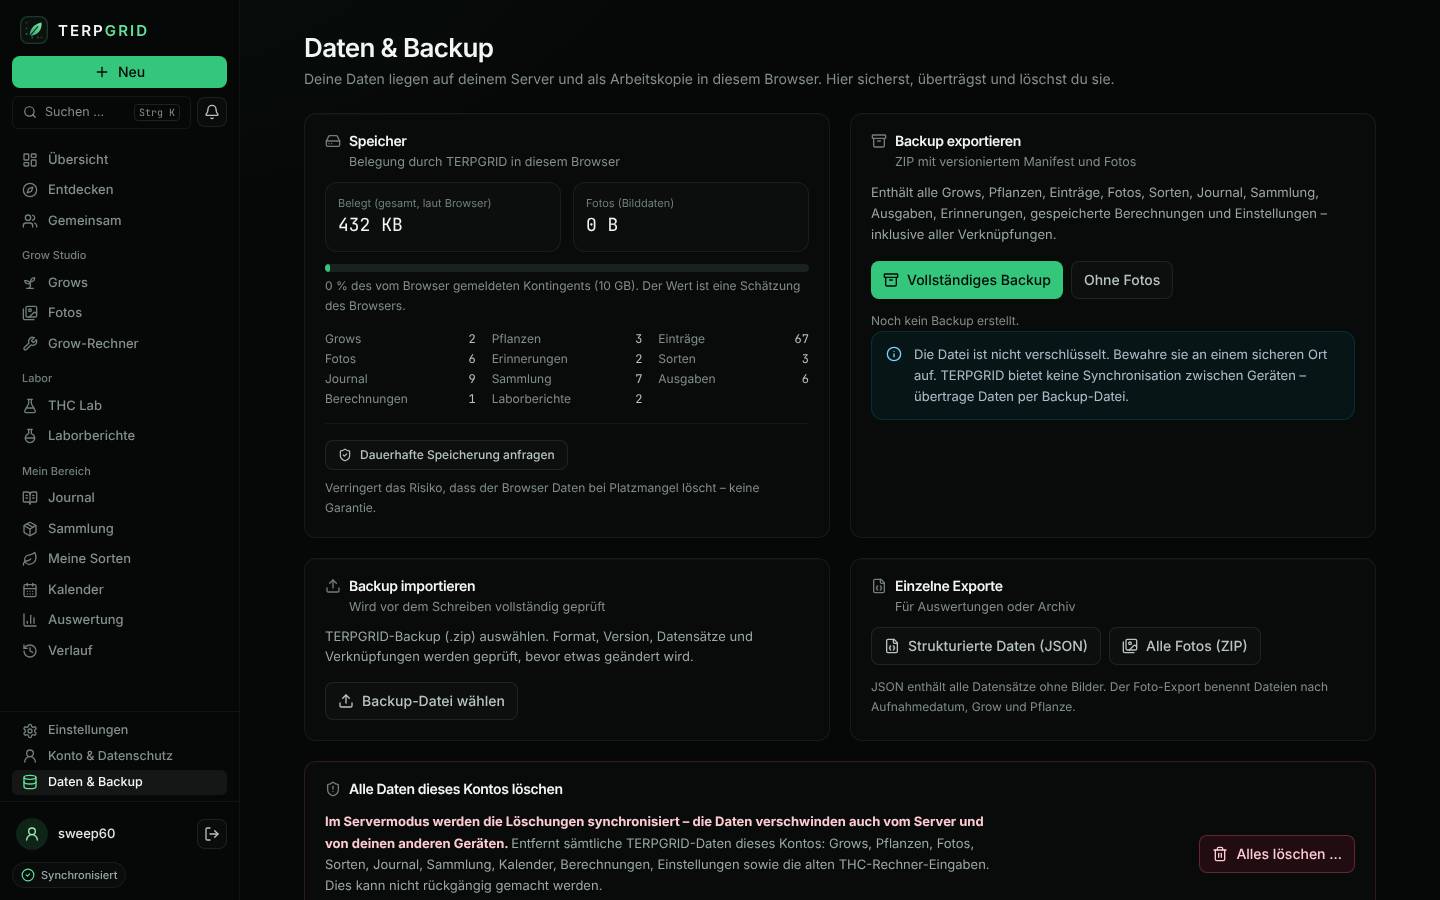 TERPGRID
Neu
Suchen ...
Strg K
Übersicht
Entdecken
Gemeinsam
Grow Studio
Grows
Fotos
Grow-Rechner
Labor
THC Lab
Laborberichte
Mein Bereich
Journal
Sammlung
Meine Sorten
Kalender
Auswertung
Verlauf
Einstellungen
Konto & Datenschutz
Daten & Backup
sweep60
Synchronisiert
Daten & Backup
Deine Daten liegen auf deinem Server und als Arbeitskopie in diesem Browser. Hier sicherst, überträgst und löschst du sie.
Speicher
Belegung durch TERPGRID in diesem Browser
Belegt (gesamt, laut Browser)
432 KB
Fotos (Bilddaten)
0 B
0 % des vom Browser gemeldeten Kontingents (10 GB). Der Wert ist eine Schätzung
des Browsers.
Grows 2 Pflanzen 3 Einträge 67
Fotos 6 Erinnerungen 2 Sorten 3
Journal 9 Sammlung 7 Ausgaben 6
Berechnungen 1 Laborberichte 2
Dauerhafte Speicherung anfragen
Verringert das Risiko, dass der Browser Daten bei Platzmangel löscht – keine
Garantie.
Backup exportieren
ZIP mit versioniertem Manifest und Fotos
Enthält alle Grows, Pflanzen, Einträge, Fotos, Sorten, Journal, Sammlung,
Ausgaben, Erinnerungen, gespeicherte Berechnungen und Einstellungen –
inklusive aller Verknüpfungen.
Vollständiges Backup
Ohne Fotos
Noch kein Backup erstellt.
Die Datei ist nicht verschlüsselt. Bewahre sie an einem sicheren Ort
auf. TERPGRID bietet keine Synchronisation zwischen Geräten –
übertrage Daten per Backup-Datei.
Backup importieren
Wird vor dem Schreiben vollständig geprüft
TERPGRID-Backup (.zip) auswählen. Format, Version, Datensätze und
Verknüpfungen werden geprüft, bevor etwas geändert wird.
Backup-Datei wählen
Einzelne Exporte
Für Auswertungen oder Archiv
Strukturierte Daten (JSON)
Alle Fotos (ZIP)
JSON enthält alle Datensätze ohne Bilder. Der Foto-Export benennt Dateien nach
Aufnahmedatum, Grow und Pflanze.
Alle Daten dieses Kontos löschen
Im Servermodus werden die Löschungen synchronisiert – die Daten verschwinden auch vom Server und
von deinen anderen Geräten. Entfernt sämtliche TERPGRID-Daten dieses Kontos: Grows, Pflanzen, Fotos,
Sorten, Journal, Sammlung, Kalender, Berechnungen, Einstellungen sowie die alten THC-Rechner-Eingaben.
Dies kann nicht rückgängig gemacht werden.
Alles löschen ...